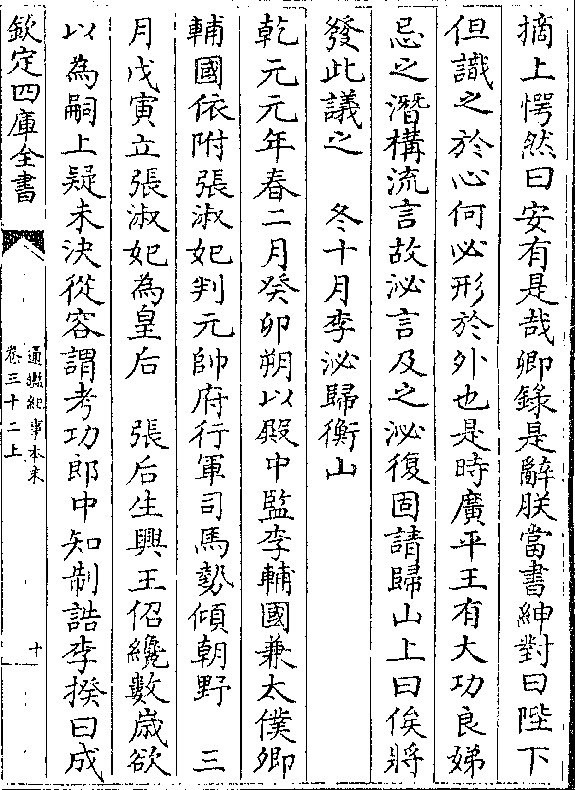 摘上愕然曰安有是哉卿錄是辭朕當書紳對曰陛下
但識之於心何必形於外也是時廣平王有大功良娣
忌之潛構流言故泌言及之泌復固請歸山上曰俟將
發此議之　冬十月李泌歸衡山
乾元元年春二月癸卯朔以殿中監李輔國兼太僕卿
輔國依附張淑妃判元帥府行軍司馬勢傾朝野　三
月戊寅立張淑妃為皇后　張后生興王佋纔數歲欲
以為嗣上疑未決從容謂考功郎中知制誥李揆曰成
欽定四庫全書
通鑑紀事本末
卷三十二上
十